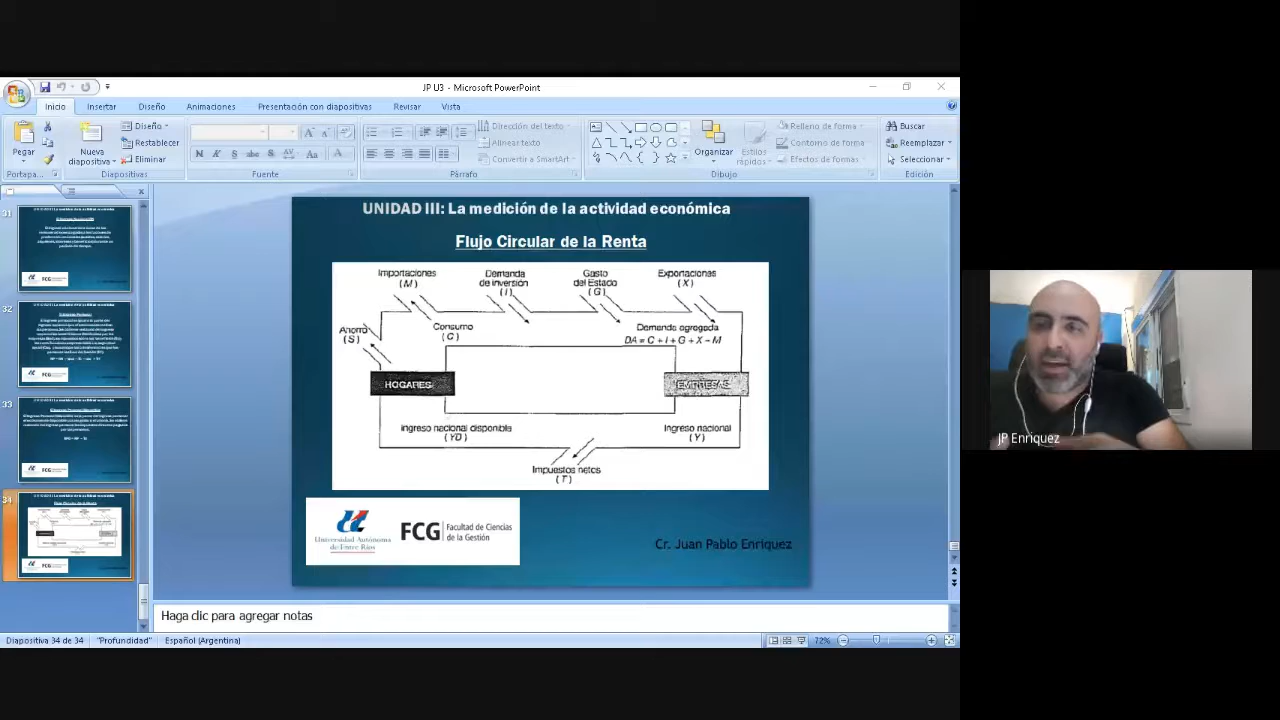 JP U3 - Microsoft PowerPoint
Inicio Insertar Diseño Animaciones Presentación con diapositivas Revisar Vista
Pegar
Nueva
diapositiva
Diseño
Restablecer
Eliminar
Dirección del texto
Alinear texto
Convertir a SmartArt
Organizar
Estilos
rápidos
Relleno de forma
Contorno de forma
Efectos de formas
Buscar
Reemplazar
Seleccionar
Portapa... Diapositivas Fuente Párrafo Dibujo Edición
31
32
33
34
UNIDAD III: La medición de la actividad económica
Flujo Circular de la Renta
Importaciones
(M)
Demanda
de inversión
(I)
Gasto
del Estado
(G)
Exportaciones
(X)
Ahorro
(S)
Consumo
(C)
Demanda agregada
DA = C + I + G + X – M
HOGARES
EMPRESAS
Ingreso nacional disponible
(YD)
Ingreso nacional
(Y)
Impuestos netos
(T)
Universidad Autónoma
de Entre Ríos
FCG
Facultad de Ciencias
de la Gestión
Cr. Juan Pablo Enriquez
JP Enriquez
Haga clic para agregar notas
Diapositiva 34 de 34 "Profundidad" Español (Argentina) 72%